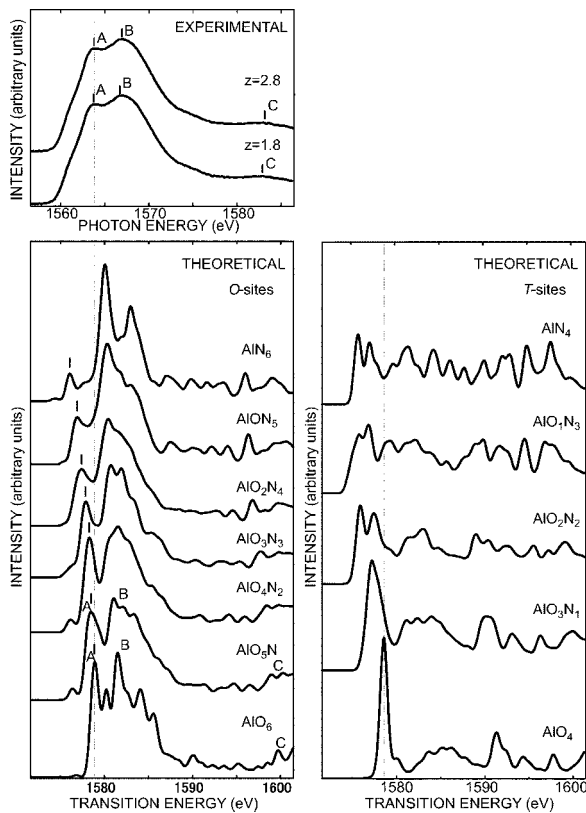 EXPERIMENTAL
A
B
z=2.8
C
A
B
z=1.8
C
INTENSITY (arbitrary units)
1560
1570
1580
PHOTON ENERGY (eV)
THEORETICAL
O-sites
AlN6
AlON5
AlO2N4
AlO3N3
AlO4N2
A
B
AlO5N
A
B
C
AlO6
C
INTENSITY (arbitrary units)
1580
1590
1600
TRANSITION ENERGY (eV)
THEORETICAL
T-sites
AlN4
AlO1N3
AlO2N2
AlO3N1
AlO4
INTENSITY (arbitrary units)
1580
1590
1600
TRANSITION ENERGY (eV)